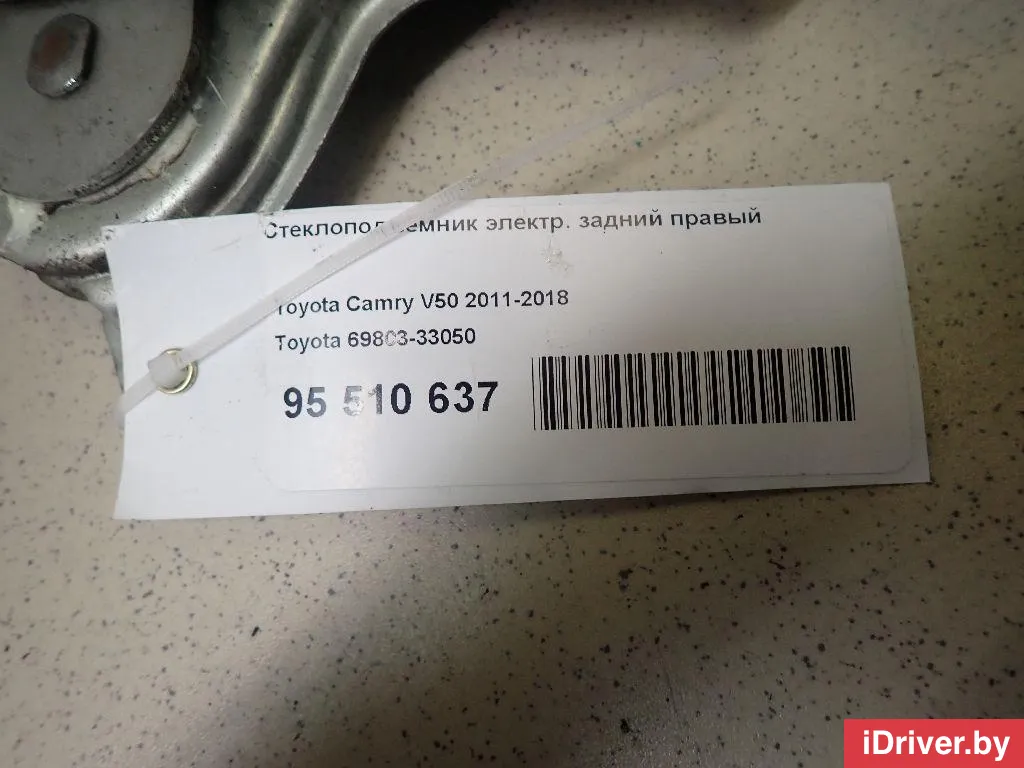 Стеклоподъемник электр. задний правый
Toyota Camry V50 2011-2018
Toyota 69803-33050
95 510 637
iDriver.by